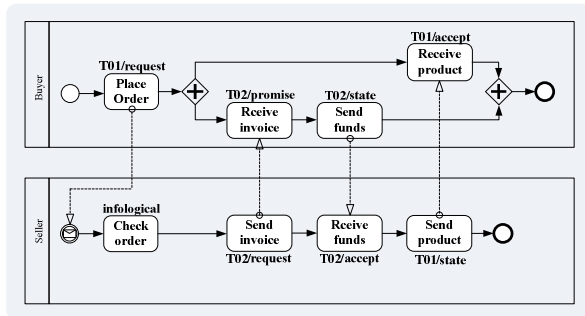 Buyer
T01/request
Place
Order
T02/promise
Rceive
invoice
T02/state
Send
funds
T01/accept
Receive
product
Seller
infological
Check
order
Send
invoice
T02/request
Rceive
funds
T02/accept
Send
product
T01/state